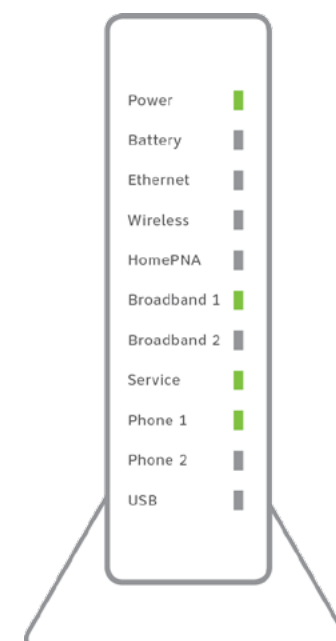 Power
Battery
Ethernet
Wireless
HomePNA
Broadband 1
Broadband 2
Service
Phone 1
Phone 2
USB